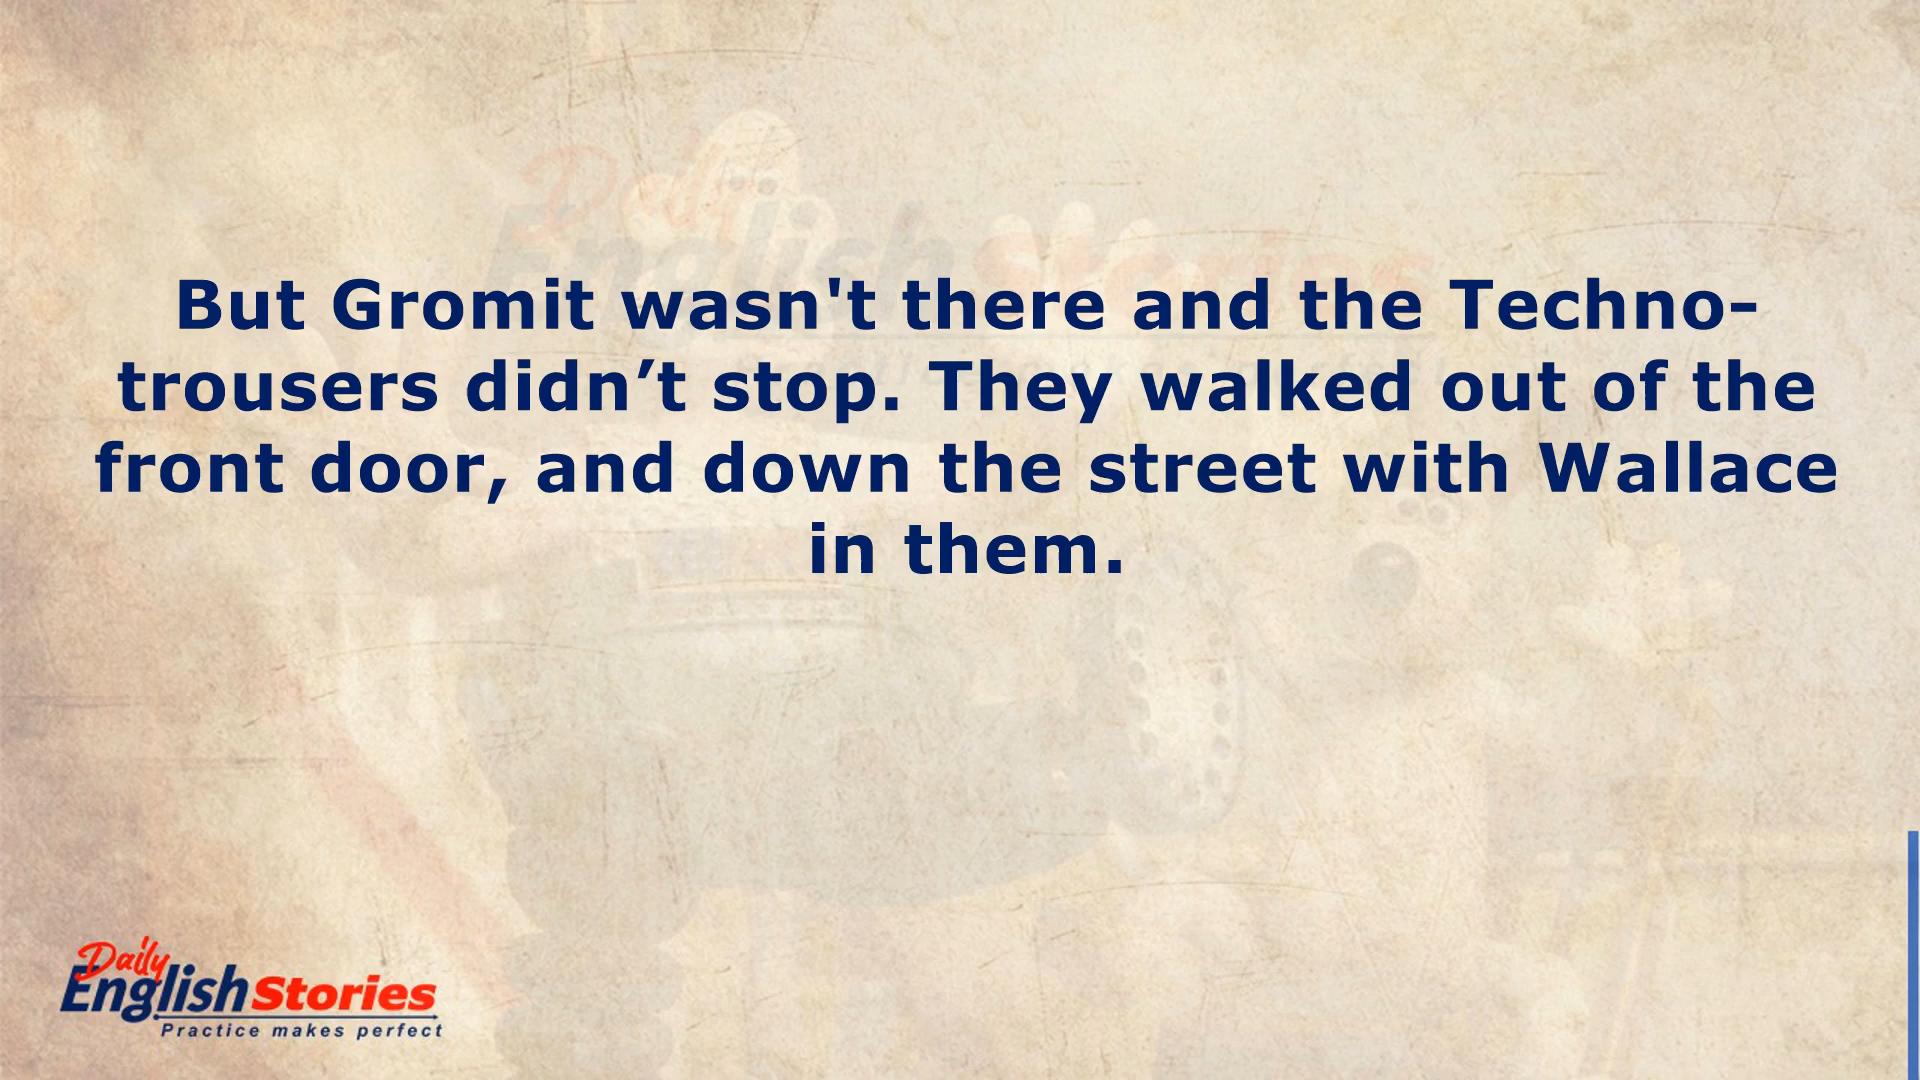 But Gromit wasn't there and the Techno-
trousers didn’t stop. They walked out of the
front door, and down the street with Wallace
in them.
Daily
English Stories
Practice makes perfect